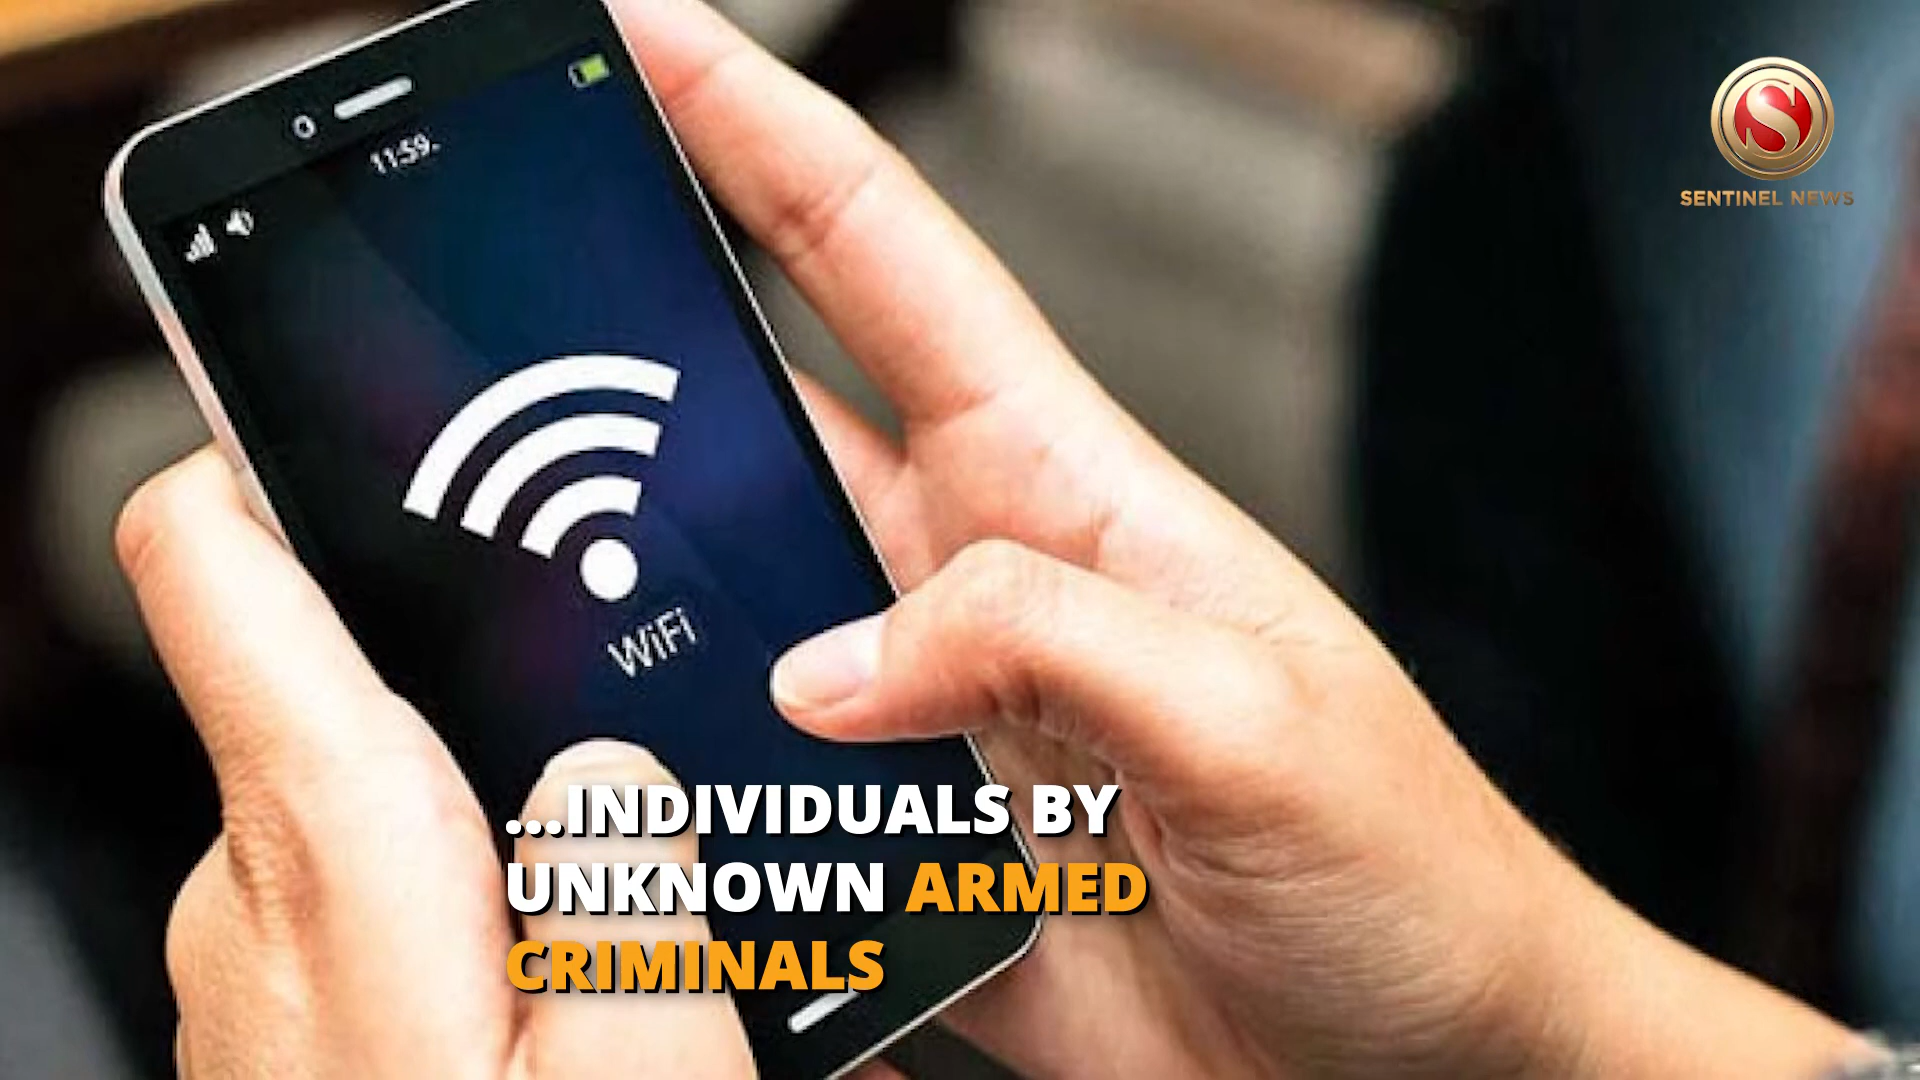 11:59
S
SENTINEL NEWS
WiFi
...INDIVIDUALS BY
UNKNOWN ARMED
CRIMINALS